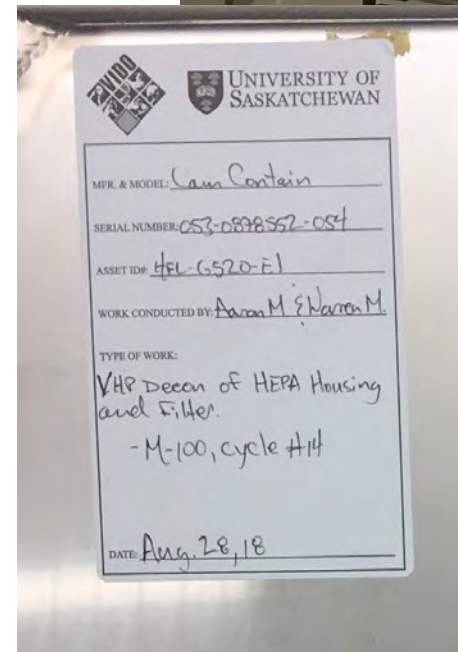 VIDO
UNIVERSITY OF
SASKATCHEWAN
MFR. & MODEL: Cam Contain
SERIAL NUMBER: 053-0898552-054
ASSET ID#: HFL-G520-E1
WORK CONDUCTED BY: Aaron M & Warren M.
TYPE OF WORK:
VHP Decon of HEPA Housing
and Filter.
-M-100, cycle #14
DATE: Aug. 28, 18